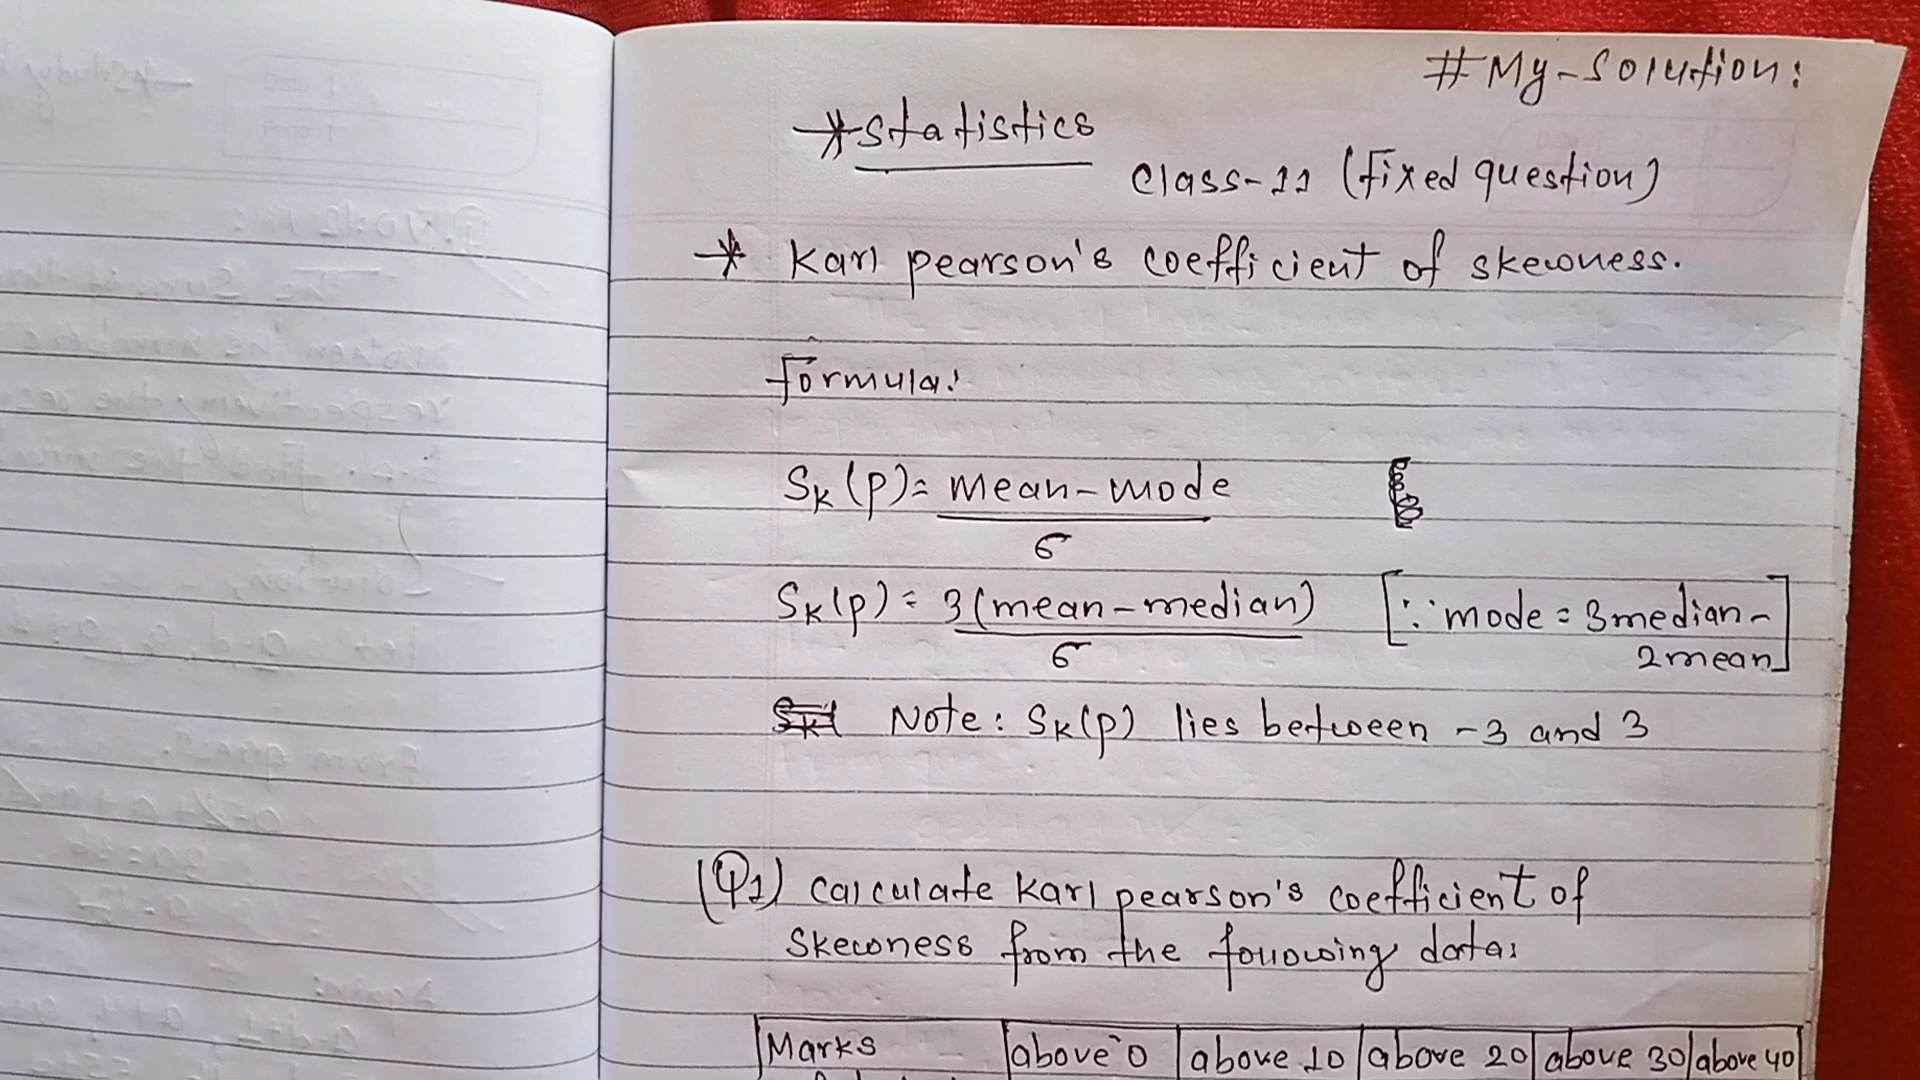 #My-Solution:
*Statistics
Class-11 (fixed question)
* Karl pearson's coefficient of skewness.
formula:
Sk(p)= mean-mode
σ
Sk(p) = 3(mean-median) [∵ mode = 3median-
σ 2mean]
Note: Sk(p) lies between -3 and 3
(Q1) calculate Karl pearson's coefficient of
skewness from the following data:
Marks above 0 above 10 above 20 above 30 above 40